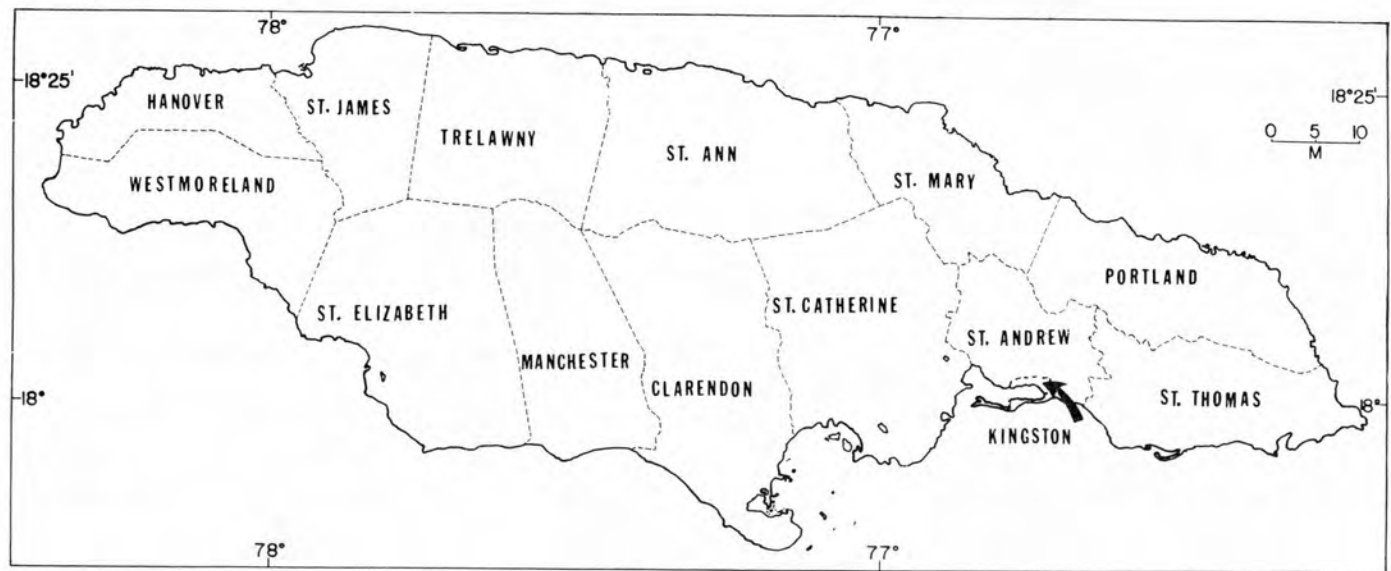 78°
77°
18°25'
18°25'
HANOVER
ST. JAMES
0 5 10
M
TRELAWNY
ST. ANN
WESTMORELAND
ST. MARY
PORTLAND
ST. ELIZABETH
ST. CATHERINE
ST. ANDREW
MANCHESTER
CLARENDON
ST. THOMAS
18°
18°
KINGSTON
78°
77°